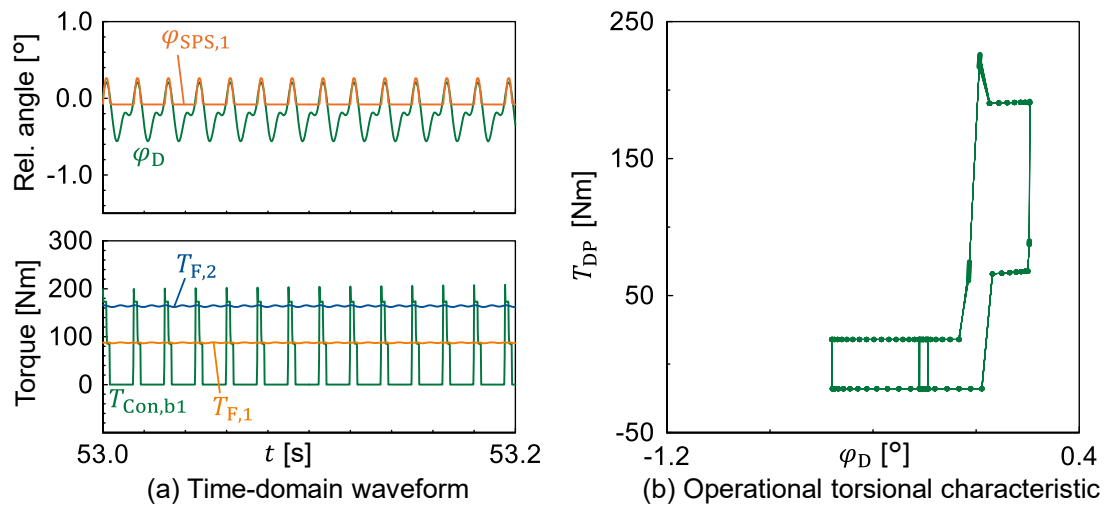 Rel. angle [°]
1.0
0.0
-1.0
φSPS,1
φD
Torque [Nm]
300
200
100
0
TF,2
TCon,b1
TF,1
53.0
t [s]
53.2
(a) Time-domain waveform
TDP [Nm]
250
150
50
-50
-1.2
φD [°]
0.4
(b) Operational torsional characteristic